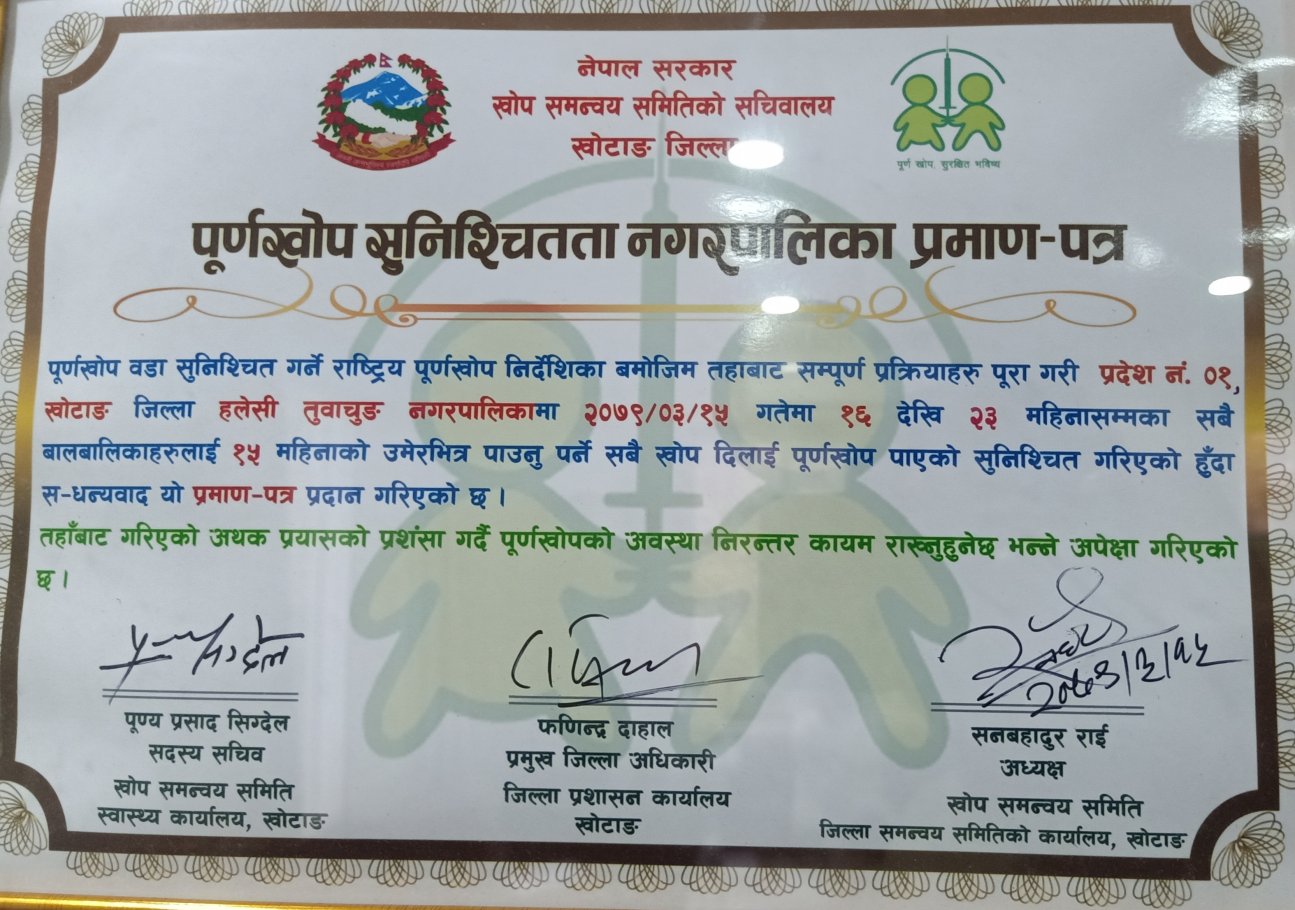 नेपाल सरकार
खोप समन्वय समितिको सचिवालय
खोटाङ जिल्ला
पूर्ण खोप, सुरक्षित भविष्य
पूर्णखोप सुनिश्चितता नगरपालिका प्रमाण-पत्र
पूर्णखोप वडा सुनिश्चित गर्ने राष्ट्रिय पूर्णखोप निर्देशिका बमोजिम तहाबाट सम्पूर्ण प्रक्रियाहरु पूरा गरी प्रदेश नं. ०१,
खोटाङ जिल्ला हलेसी तुवाचुङ नगरपालिकामा २०७९/०३/१५ गतेमा १६ देखि २३ महिनासम्मका सबै
बालबालिकाहरुलाई १५ महिनाको उमेरभित्र पाउनु पर्ने सबै खोप दिलाई पूर्णखोप पाएको सुनिश्चित गरिएको हुँदा
स-धन्यवाद यो प्रमाण-पत्र प्रदान गरिएको छ ।
तहाँबाट गरिएको अथक प्रयासको प्रशंसा गर्दै पूर्णखोपको अवस्था निरन्तर कायम राख्नुहुनेछ भन्ने अपेक्षा गरिएको
छ ।
पूण्य प्रसाद सिग्देल
सदस्य सचिव
खोप समन्वय समिति
स्वास्थ्य कार्यालय, खोटाङ
फणिन्द्र दाहाल
प्रमुख जिल्ला अधिकारी
जिल्ला प्रशासन कार्यालय
खोटाङ
२०७९/३/१५
सनबहादुर राई
अध्यक्ष
खोप समन्वय समिति
जिल्ला समन्वय समितिको कार्यालय, खोटाङ